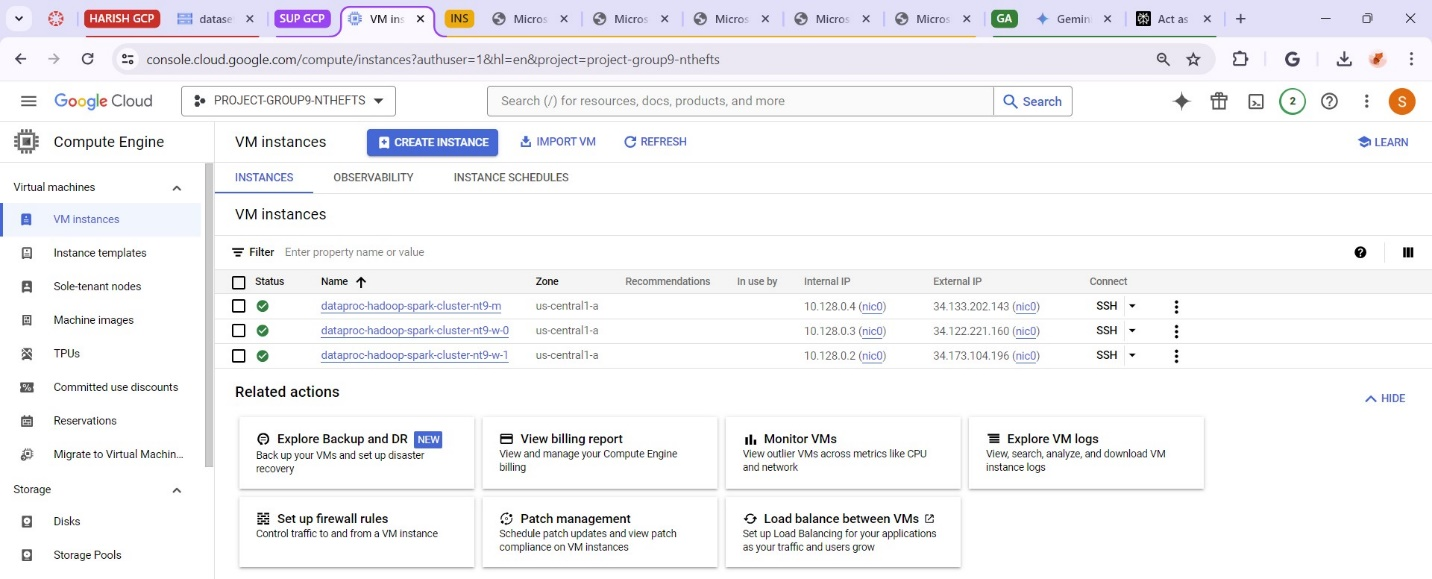 HARISH GCP datase SUP GCP VM ins INS Micros Micros Micros Micros Micros GA Gemin Act as
console.cloud.google.com/compute/instances?authuser=1&hl=en&project=project-group9-nthefts
Google Cloud PROJECT-GROUP9-NTHEFTS Search (/) for resources, docs, products, and more Search 2 S
Compute Engine VM instances CREATE INSTANCE IMPORT VM REFRESH LEARN
Virtual machines INSTANCES OBSERVABILITY INSTANCE SCHEDULES
VM instances VM instances
Instance templates Filter Enter property name or value
Sole-tenant nodes Status Name Zone Recommendations In use by Internal IP External IP Connect
dataproc-hadoop-spark-cluster-nt9-m us-central1-a 10.128.0.4 (nic0) 34.133.202.143 (nic0) SSH
Machine images dataproc-hadoop-spark-cluster-nt9-w-0 us-central1-a 10.128.0.3 (nic0) 34.122.221.160 (nic0) SSH
TPUs dataproc-hadoop-spark-cluster-nt9-w-1 us-central1-a 10.128.0.2 (nic0) 34.173.104.196 (nic0) SSH
Committed use discounts Related actions HIDE
Reservations
Migrate to Virtual Machin...
Storage
Disks
Storage Pools
Explore Backup and DR NEW
Back up your VMs and set up disaster
recovery
View billing report
View and manage your Compute Engine
billing
Monitor VMs
View outlier VMs across metrics like CPU
and network
Explore VM logs
View, search, analyze, and download VM
instance logs
Set up firewall rules
Control traffic to and from a VM instance
Patch management
Schedule patch updates and view patch
compliance on VM instances
Load balance between VMs
Set up Load Balancing for your applications
as your traffic and users grow